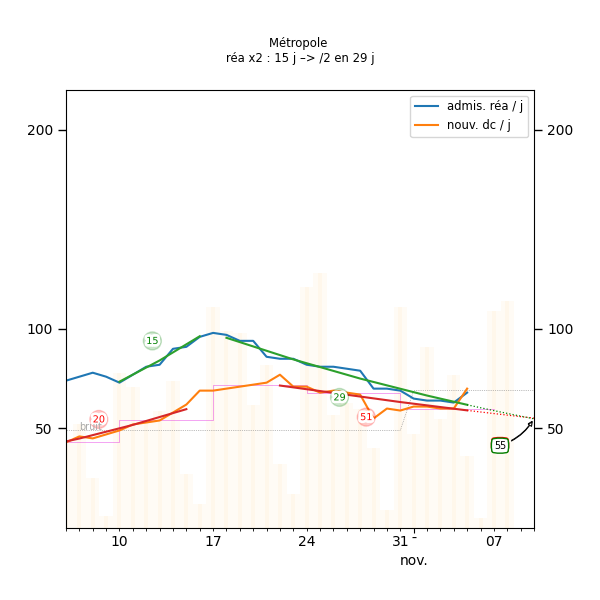 Métropole
réa x2 : 15 j –> /2 en 29 j
admis. réa / j
nouv. dc / j
200
200
100
100
50
50
15
20
bruit
29
51
55
10
17
24
31
07
nov.